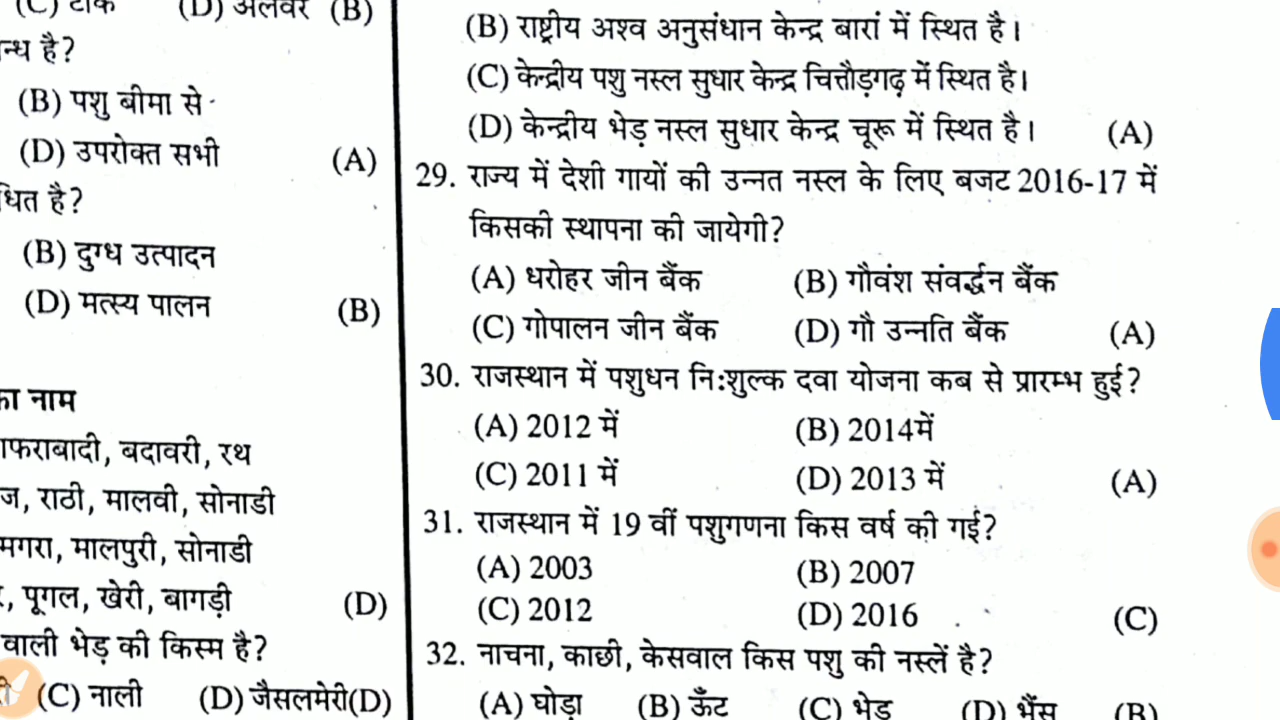 (C) टोंक (D) अलवर (B)
न्ध है?
(B) पशु बीमा से
(D) उपरोक्त सभी (A)
धित है?
(B) दुग्ध उत्पादन
(D) मत्स्य पालन (B)
का नाम
बदावरी, रथ
राठी, मालवी, सोनाडी
मगरा, मालपुरी, सोनाडी
पूगल, खेरी, बागड़ी (D)
वाली भेड़ की किस्म है?
(C) नाली (D) जैसलमेरी(D)
(B) राष्ट्रीय अश्व अनुसंधान केन्द्र बारां में स्थित है।
(C) केन्द्रीय पशु नस्ल सुधार केन्द्र चित्तौड़गढ़ में स्थित है।
(D) केन्द्रीय भेड़ नस्ल सुधार केन्द्र चूरू में स्थित है। (A)
29. राज्य में देशी गायों की उन्नत नस्ल के लिए बजट 2016-17 में
किसकी स्थापना की जायेगी?
(A) धरोहर जीन बैंक (B) गौवंश संवर्द्धन बैंक
(C) गोपालन जीन बैंक (D) गौ उन्नति बैंक (A)
30. राजस्थान में पशुधन नि:शुल्क दवा योजना कब से प्रारम्भ हुई?
(A) 2012 में (B) 2014में
(C) 2011 में (D) 2013 में (A)
31. राजस्थान में 19 वीं पशुगणना किस वर्ष की गई?
(A) 2003 (B) 2007
(C) 2012 (D) 2016 (C)
32. नाचना, काछी, केसवाल किस पशु की नस्लें है?
(A) घोड़ा (B) ऊँट (C) भेड़ (D) भैंस (B)